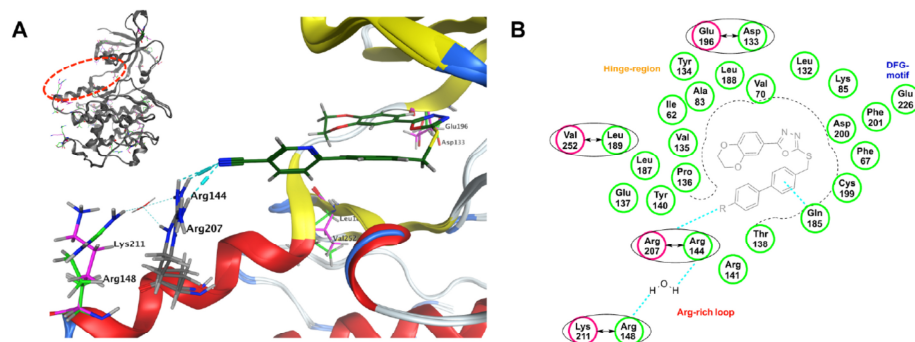 A
Glu196
Asp133
Arg144
Arg207
Val252
Lys211
Arg148
B
Glu
196
Asp
133
Hinge-region
Tyr
134
Leu
188
Val
70
Leu
132
Lys
85
DFG-
motif
Glu
226
Ile
62
Ala
83
Asp
200
Phe
201
Val
252
Leu
189
Val
135
Phe
67
Leu
187
Pro
136
Cys
199
Glu
137
Tyr
140
Gln
185
Thr
138
Arg
207
Arg
144
Arg
141
N-N
O
S
O
O
R
H O H
Arg-rich loop
Lys
211
Arg
148